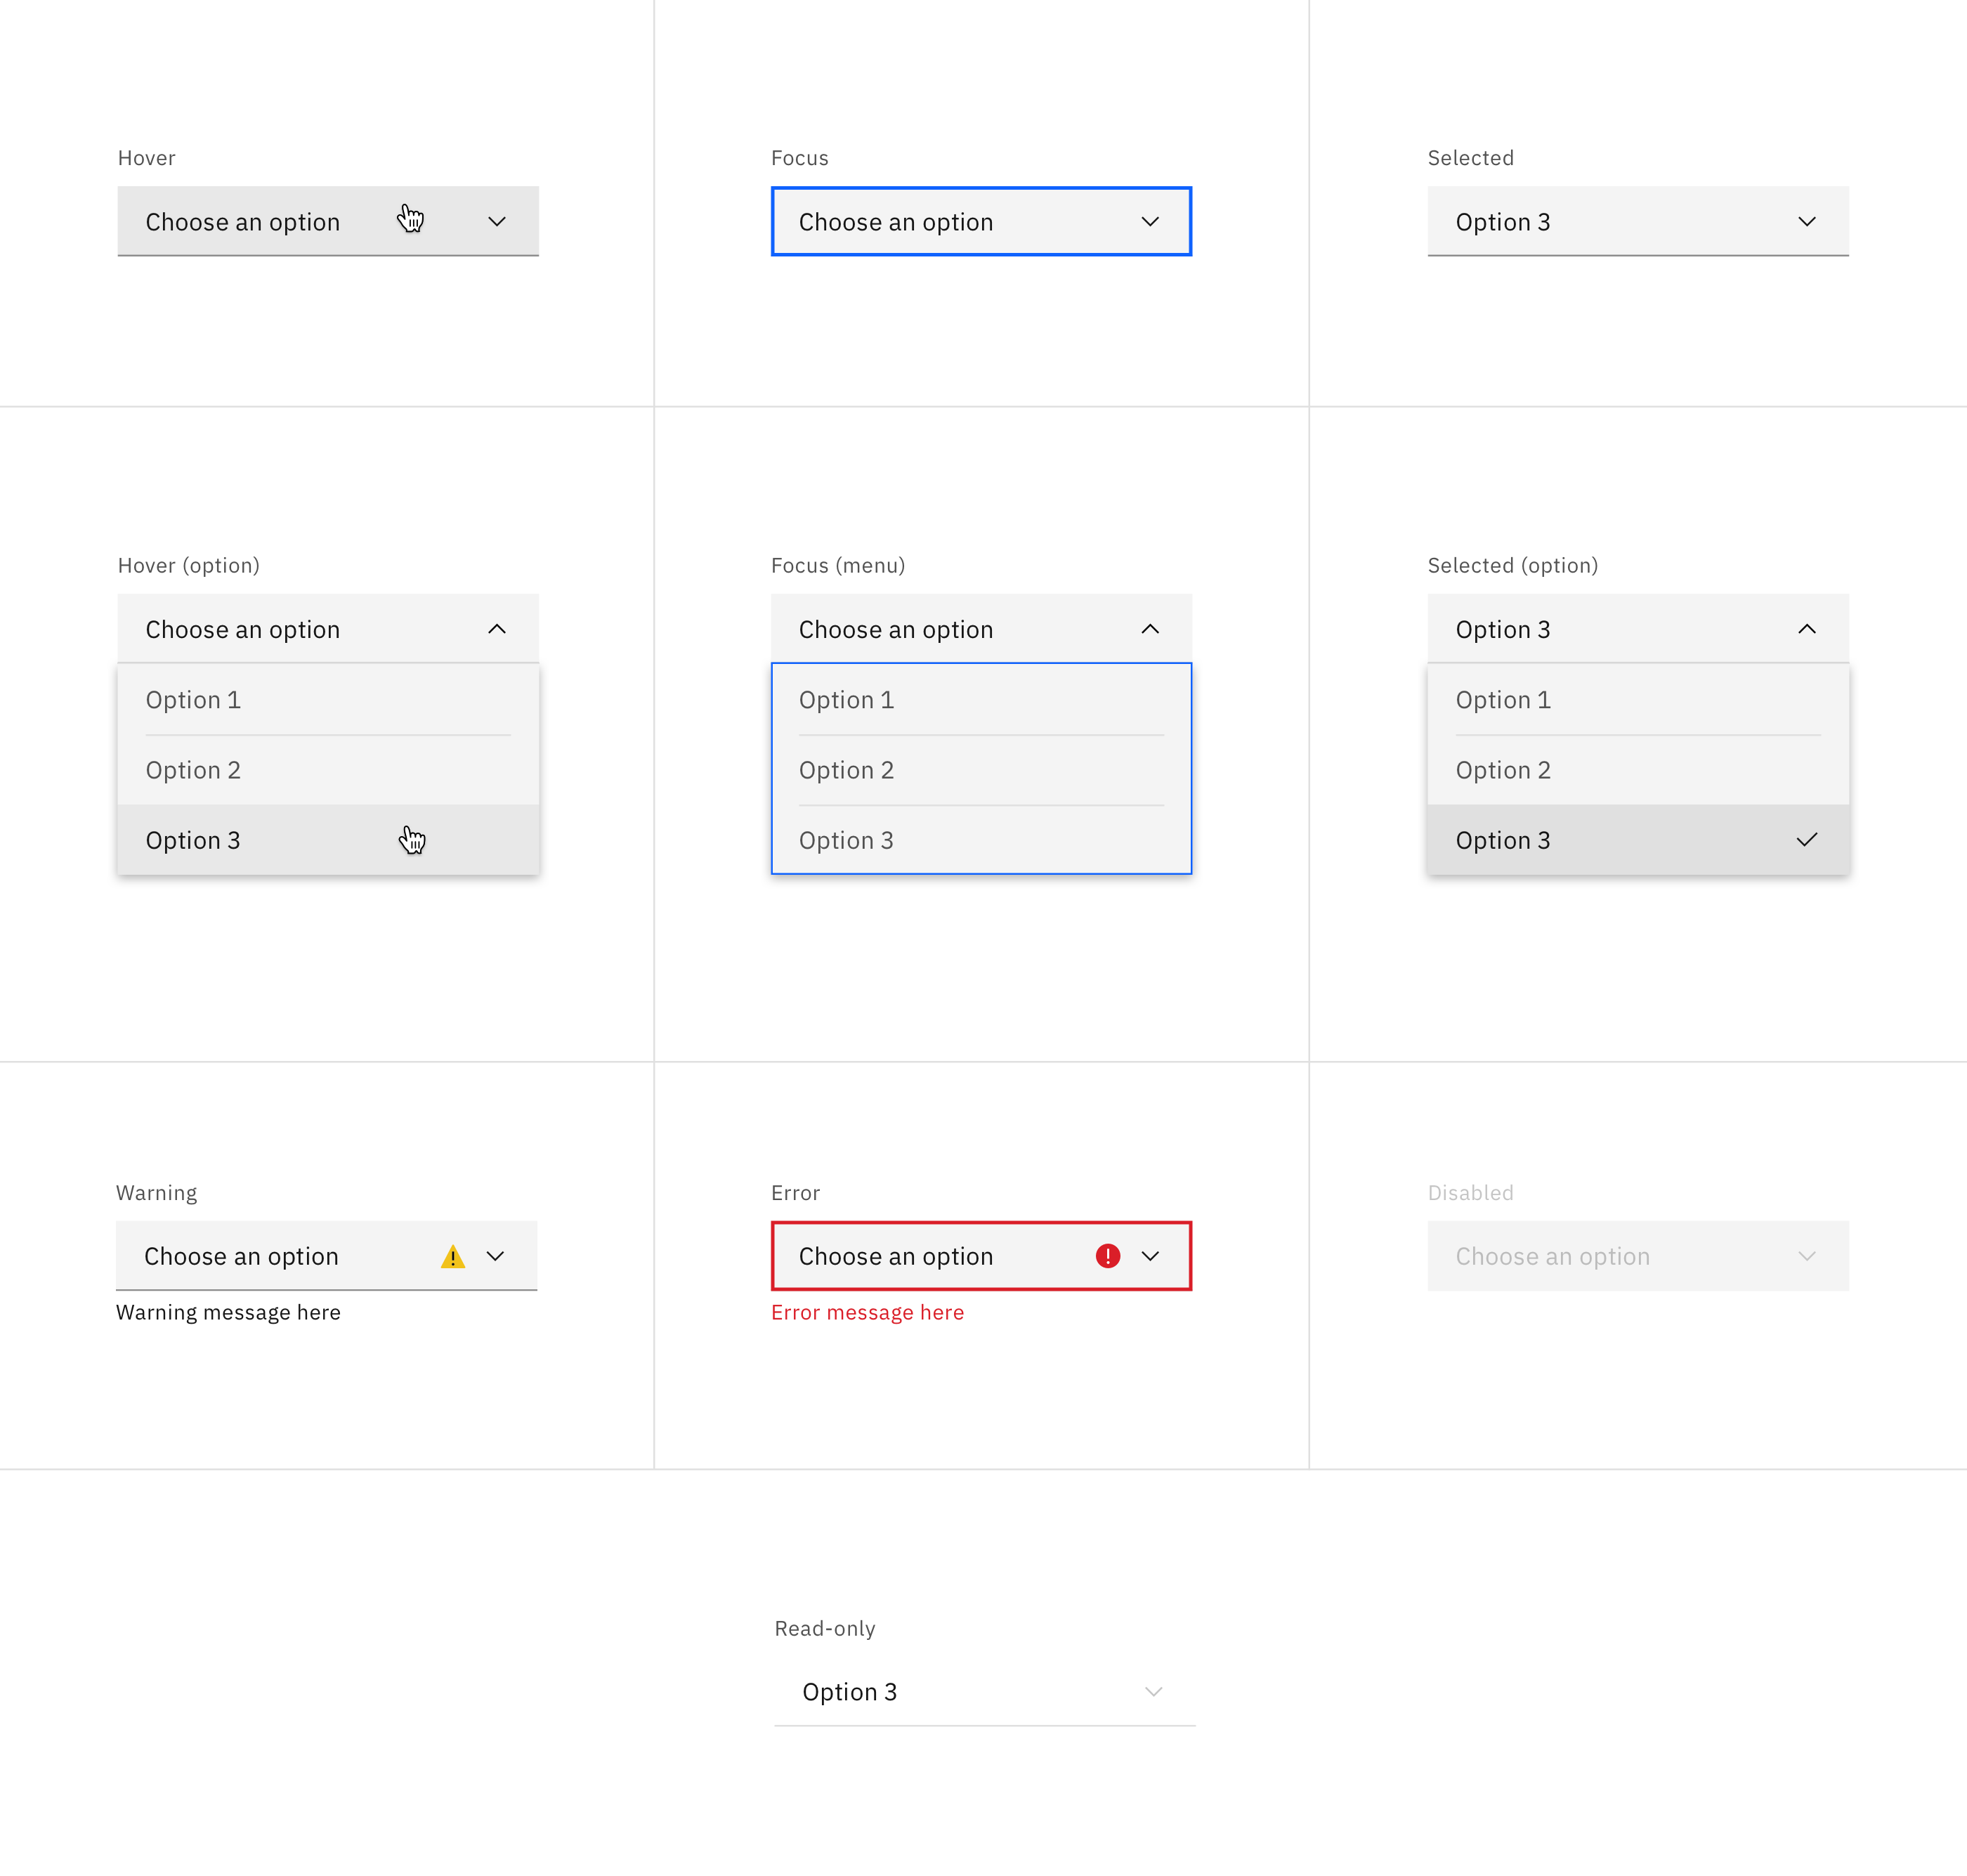 Hover
Choose an option
Focus
Choose an option
Selected
Option 3
Hover (option)
Choose an option
Option 1
Option 2
Option 3
Focus (menu)
Choose an option
Option 1
Option 2
Option 3
Selected (option)
Option 3
Option 1
Option 2
Option 3
Warning
Choose an option
Warning message here
Error
Choose an option
Error message here
Disabled
Choose an option
Read-only
Option 3